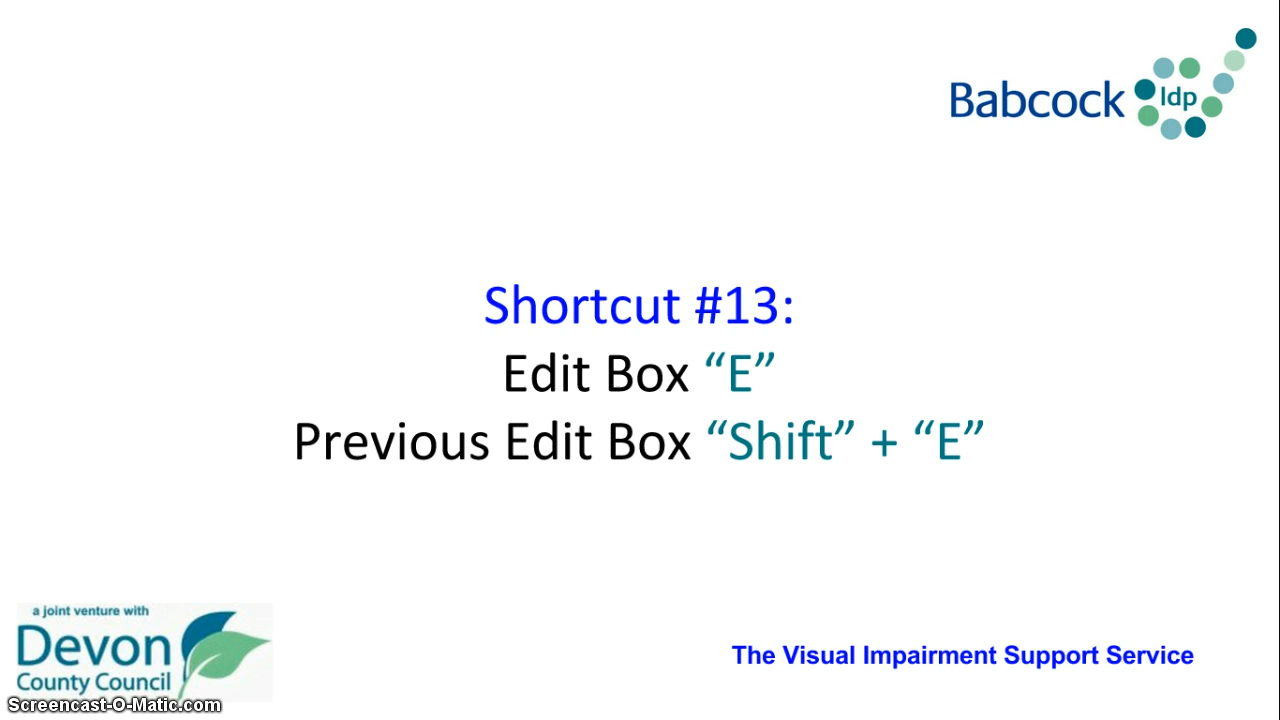 Babcock ldp
Shortcut #13:
Edit Box “E”
Previous Edit Box “Shift” + “E”
a joint venture with
Devon
County Council
The Visual Impairment Support Service
Screencast-O-Matic.com